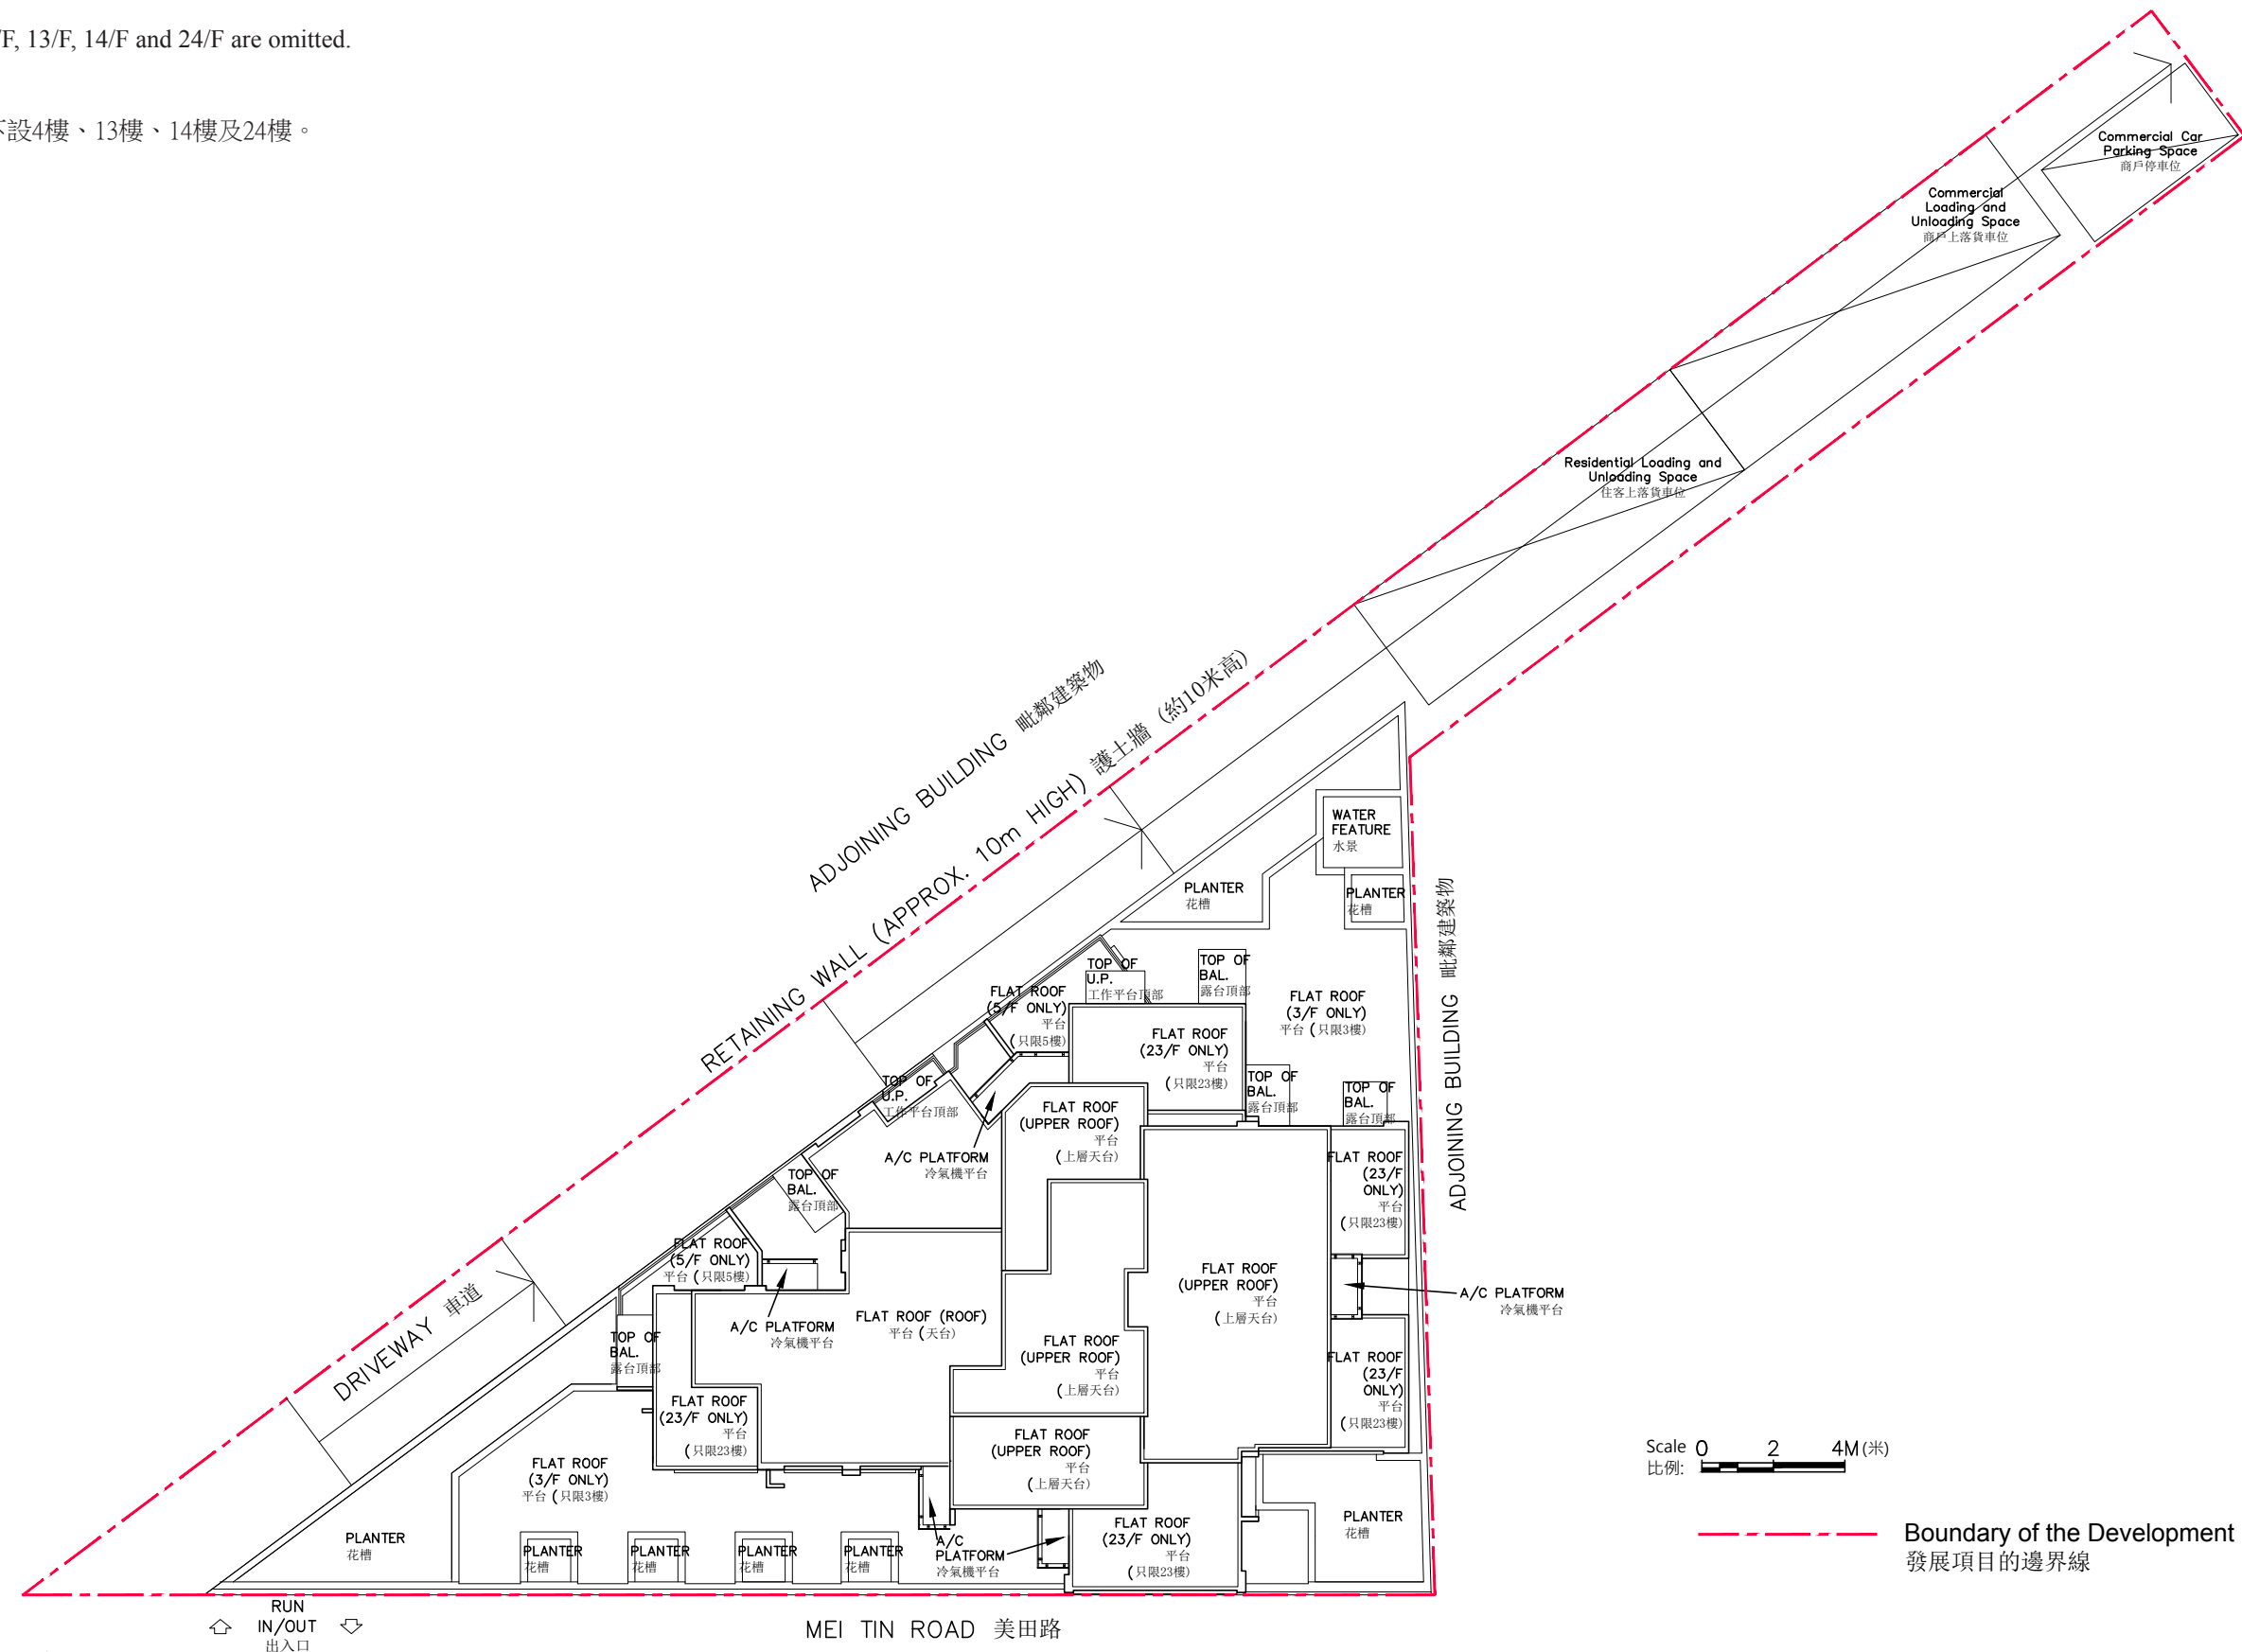 /F, 13/F, 14/F and 24/F are omitted.
設4樓、13樓、14樓及24樓。
Commercial Car
Parking Space
商戶停車位
Commercial
Loading and
Unloading Space
商戶上落貨車位
Residential Loading and
Unloading Space
住客上落貨車位
ADJOINING BUILDING 毗鄰建築物
RETAINING WALL (APPROX. 10m HIGH) 護土牆 (約10米高)
WATER
FEATURE
水景
PLANTER
花槽
PLANTER
花槽
ADJOINING BUILDING 毗鄰建築物
TOP OF
U.P.
工作平台頂部
TOP OF
BAL.
露台頂部
FLAT ROOF
(5/F ONLY)
平台
(只限5樓)
FLAT ROOF
(3/F ONLY)
平台 (只限3樓)
FLAT ROOF
(23/F ONLY)
平台
(只限23樓)
TOP OF
U.P.
工作平台頂部
TOP OF
BAL.
露台頂部
TOP OF
BAL.
露台頂部
FLAT ROOF
(UPPER ROOF)
平台
(上層天台)
A/C PLATFORM
冷氣機平台
FLAT ROOF
(23/F
ONLY)
平台
(只限23樓)
TOP OF
BAL.
露台頂部
FLAT ROOF
(5/F ONLY)
平台 (只限5樓)
FLAT ROOF
(UPPER ROOF)
平台
(上層天台)
A/C PLATFORM
冷氣機平台
DRIVEWAY 車道
A/C PLATFORM
冷氣機平台
FLAT ROOF (ROOF)
平台 (天台)
TOP OF
BAL.
露台頂部
FLAT ROOF
(UPPER ROOF)
平台
(上層天台)
FLAT ROOF
(23/F
ONLY)
平台
(只限23樓)
FLAT ROOF
(23/F ONLY)
平台
(只限23樓)
FLAT ROOF
(UPPER ROOF)
平台
(上層天台)
FLAT ROOF
(3/F ONLY)
平台 (只限3樓)
Scale 0 2 4M(米)
比例:
PLANTER
花槽
PLANTER
花槽
PLANTER
花槽
PLANTER
花槽
PLANTER
花槽
A/C
PLATFORM
冷氣機平台
FLAT ROOF
(23/F ONLY)
平台
(只限23樓)
PLANTER
花槽
Boundary of the Development
發展項目的邊界線
RUN
IN/OUT
出入口
MEI TIN ROAD 美田路